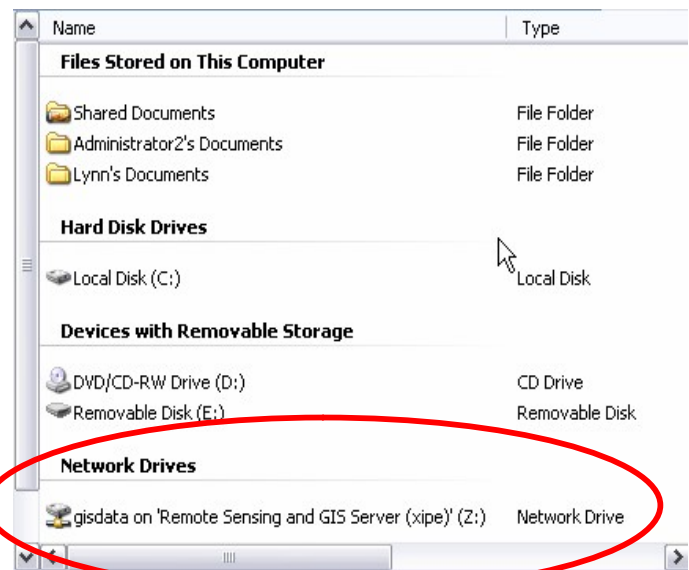 Name Type
Files Stored on This Computer
Shared Documents File Folder
Administrator2's Documents File Folder
Lynn's Documents File Folder
Hard Disk Drives
Local Disk (C:) Local Disk
Devices with Removable Storage
DVD/CD-RW Drive (D:) CD Drive
Removable Disk (E:) Removable Disk
Network Drives
gisdata on 'Remote Sensing and GIS Server (xipe)' (Z:) Network Drive